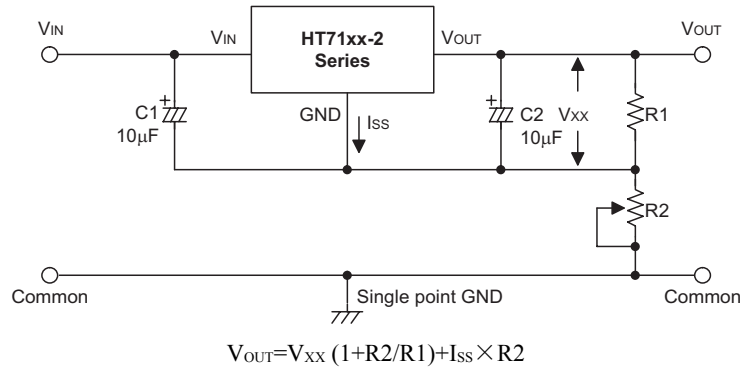 VIN
VIN
HT71xx-2
Series
VOUT
VOUT
C1
10μF
GND
ISS
C2
10μF
VXX
R1
R2
Common
Single point GND
Common
VOUT=VXX (1+R2/R1)+ISS×R2